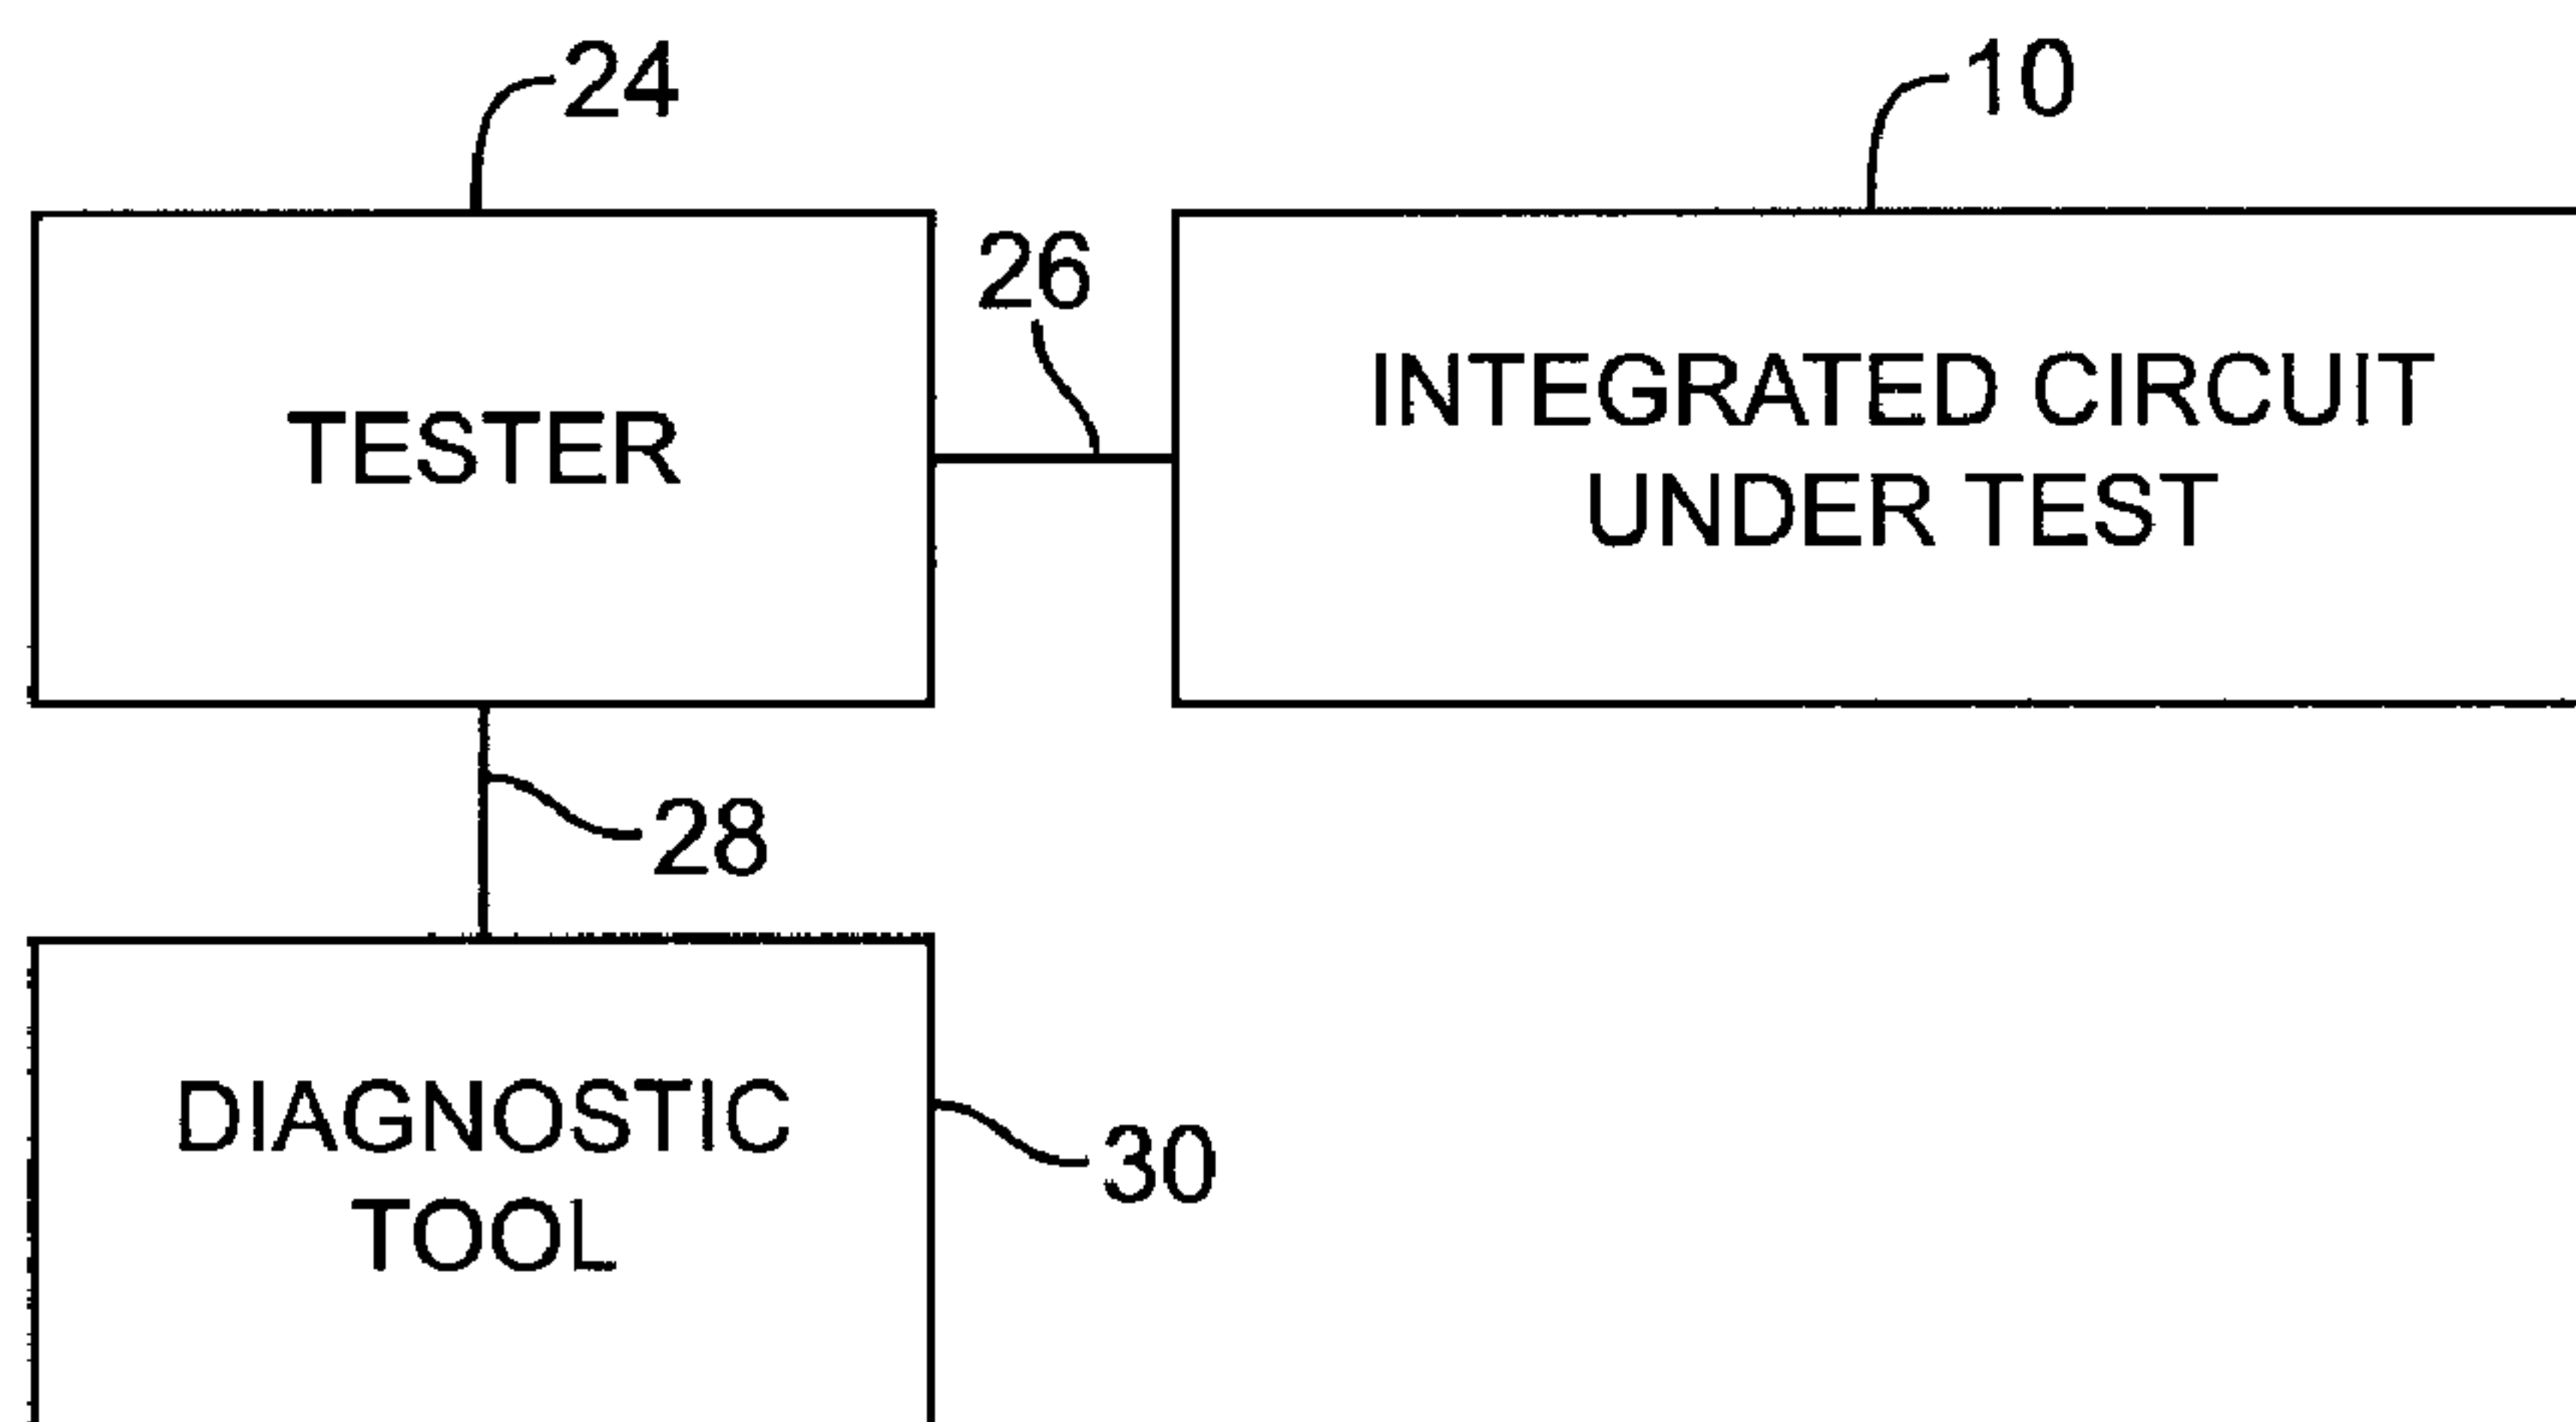 24
10
26
TESTER
INTEGRATED CIRCUIT
UNDER TEST
28
DIAGNOSTIC
TOOL
30